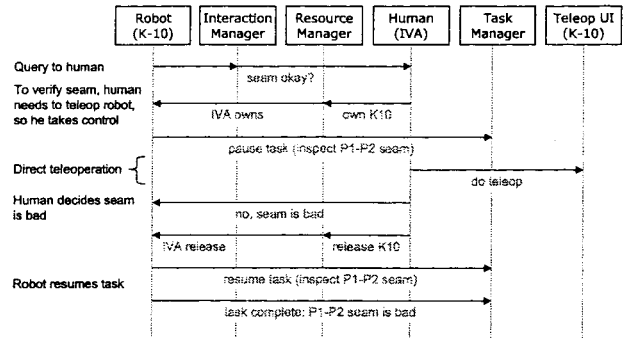 Robot
(K-10)
Interaction
Manager
Resource
Manager
Human
(IVA)
Task
Manager
Teleop UI
(K-10)
Query to human
seam okay?
To verify seam, human
needs to teleop robot,
so he takes control
IVA owns
own K10
pause task (inspect P1-P2 seam)
Direct teleoperation
do teleop
Human decides seam
is bad
no, seam is bad
IVA release
release K10
Robot resumes task
resume task (inspect P1-P2 seam)
task complete: P1-P2 seam is bad